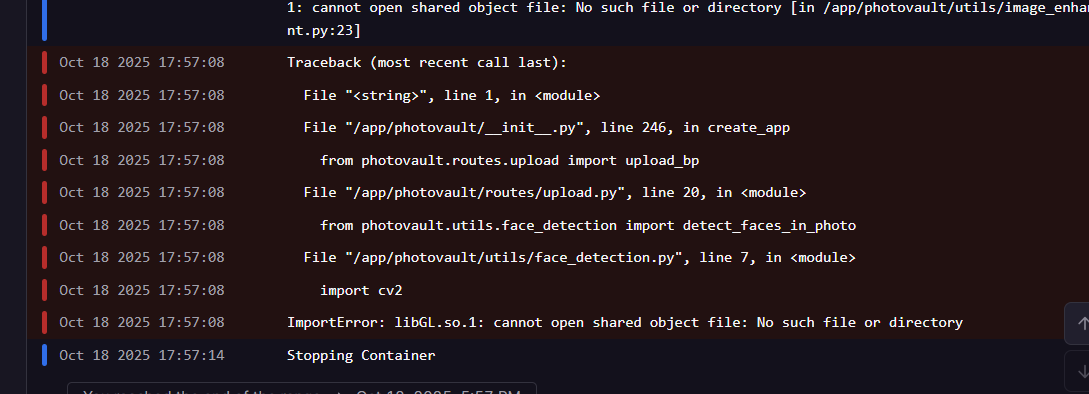 1: cannot open shared object file: No such file or directory [in /app/photovault/utils/image_enha
nt.py:23]
Oct 18 2025 17:57:08 Traceback (most recent call last):
Oct 18 2025 17:57:08 File "<string>", line 1, in <module>
Oct 18 2025 17:57:08 File "/app/photovault/__init__.py", line 246, in create_app
Oct 18 2025 17:57:08 from photovault.routes.upload import upload_bp
Oct 18 2025 17:57:08 File "/app/photovault/routes/upload.py", line 20, in <module>
Oct 18 2025 17:57:08 from photovault.utils.face_detection import detect_faces_in_photo
Oct 18 2025 17:57:08 File "/app/photovault/utils/face_detection.py", line 7, in <module>
Oct 18 2025 17:57:08 import cv2
Oct 18 2025 17:57:08 ImportError: libGL.so.1: cannot open shared object file: No such file or directory
Oct 18 2025 17:57:14 Stopping Container